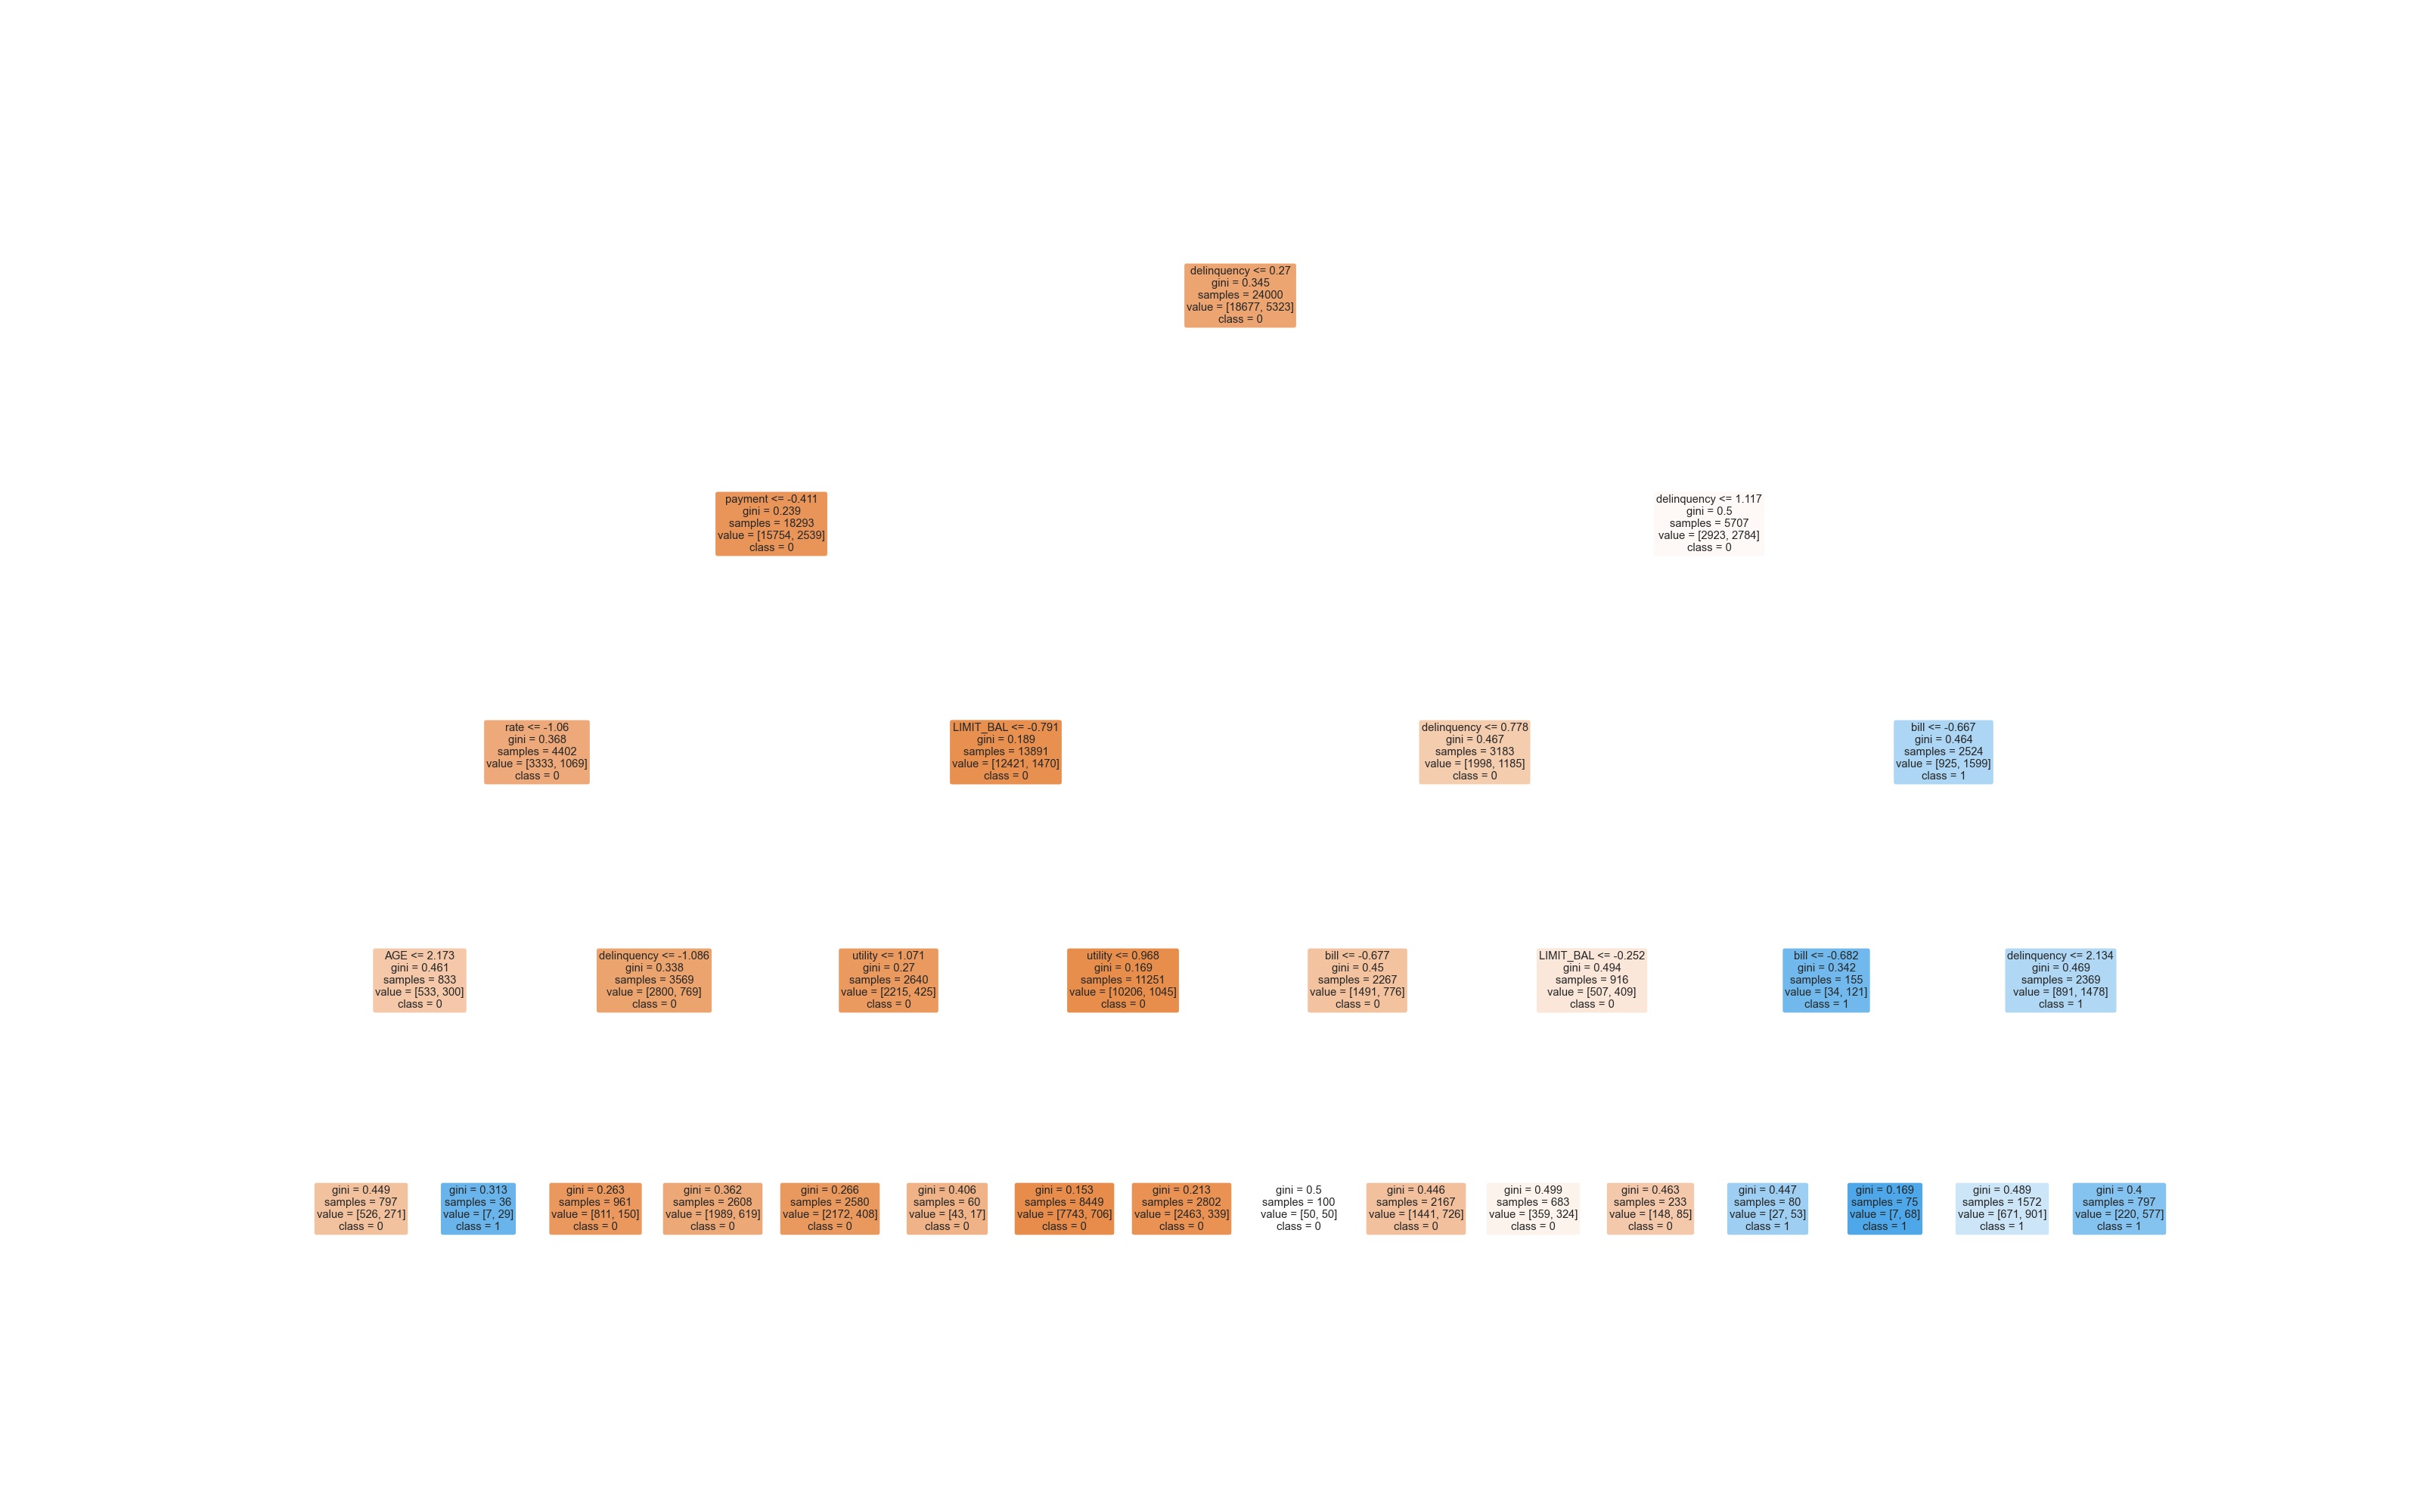 delinquency <= 0.27
gini = 0.345
samples = 24000
value = [18677, 5323]
class = 0
payment <= -0.411
gini = 0.239
samples = 18293
value = [15754, 2539]
class = 0
delinquency <= 1.117
gini = 0.5
samples = 5707
value = [2923, 2784]
class = 0
rate <= -1.06
gini = 0.368
samples = 4402
value = [3333, 1069]
class = 0
LIMIT_BAL <= -0.791
gini = 0.189
samples = 13891
value = [12421, 1470]
class = 0
delinquency <= 0.778
gini = 0.467
samples = 3183
value = [1998, 1185]
class = 0
bill <= -0.667
gini = 0.464
samples = 2524
value = [925, 1599]
class = 1
AGE <= 2.173
gini = 0.461
samples = 833
value = [533, 300]
class = 0
delinquency <= -1.086
gini = 0.338
samples = 3569
value = [2800, 769]
class = 0
utility <= 1.071
gini = 0.27
samples = 2640
value = [2215, 425]
class = 0
utility <= 0.968
gini = 0.169
samples = 11251
value = [10206, 1045]
class = 0
bill <= -0.677
gini = 0.45
samples = 2267
value = [1491, 776]
class = 0
LIMIT_BAL <= -0.252
gini = 0.494
samples = 916
value = [507, 409]
class = 0
bill <= -0.682
gini = 0.342
samples = 155
value = [34, 121]
class = 1
delinquency <= 2.134
gini = 0.469
samples = 2369
value = [891, 1478]
class = 1
gini = 0.449
samples = 797
value = [526, 271]
class = 0
gini = 0.313
samples = 36
value = [7, 29]
class = 1
gini = 0.263
samples = 961
value = [811, 150]
class = 0
gini = 0.362
samples = 2608
value = [1989, 619]
class = 0
gini = 0.266
samples = 2580
value = [2172, 408]
class = 0
gini = 0.406
samples = 60
value = [43, 17]
class = 0
gini = 0.153
samples = 8449
value = [7743, 706]
class = 0
gini = 0.213
samples = 2802
value = [2463, 339]
class = 0
gini = 0.5
samples = 100
value = [50, 50]
class = 0
gini = 0.446
samples = 2167
value = [1441, 726]
class = 0
gini = 0.499
samples = 683
value = [359, 324]
class = 0
gini = 0.463
samples = 233
value = [148, 85]
class = 0
gini = 0.447
samples = 80
value = [27, 53]
class = 1
gini = 0.169
samples = 75
value = [7, 68]
class = 1
gini = 0.489
samples = 1572
value = [671, 901]
class = 1
gini = 0.4
samples = 797
value = [220, 577]
class = 1